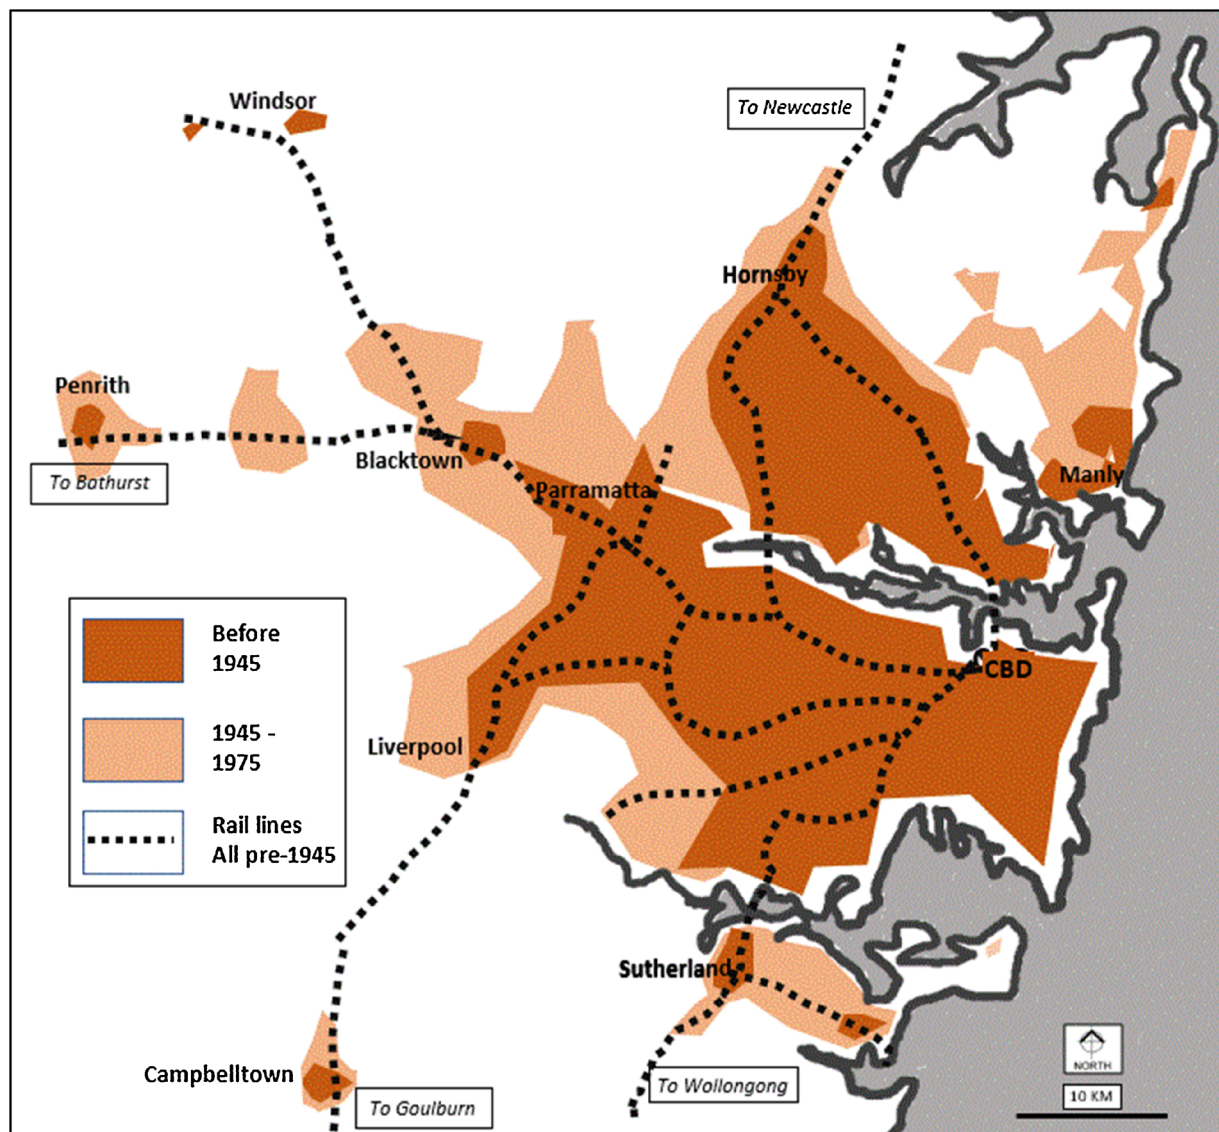 Windsor
To Newcastle
Hornsby
Penrith
Blacktown
To Bathurst
Parramatta
Manly
Before
1945
CBD
1945 -
1975
Liverpool
Rail lines
All pre-1945
Sutherland
NORTH
Campbelltown
To Wollongong
10 KM
To Goulburn